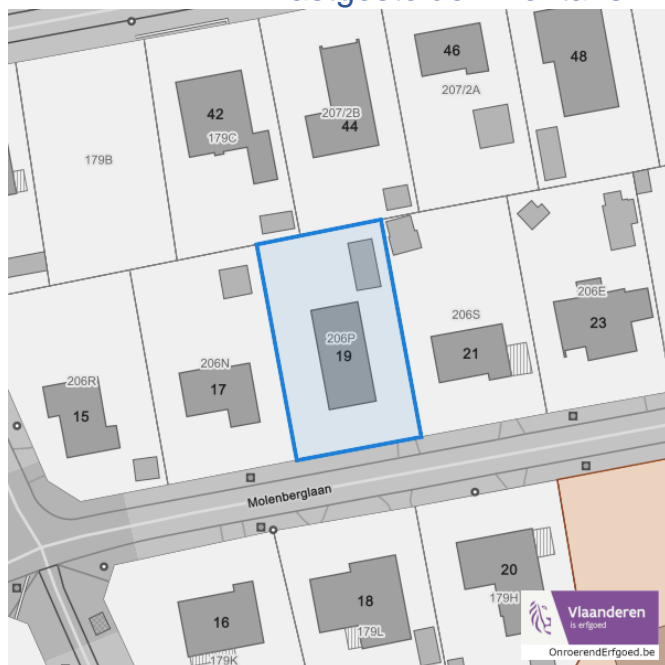 46
48
42
207/2A
207/2B
44
179C
179B
206E
206S
23
206P
19
21
206N
17
206R
15
Molenberglaan
20
18
179H
16
179L
179K
Vlaanderen
is erfgoed
OnroerendErfgoed.be